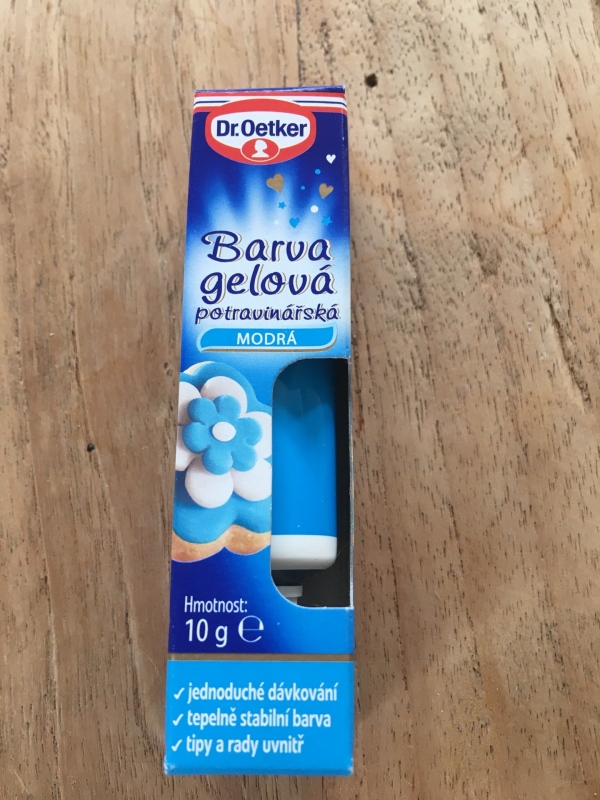 Dr.Oetker
Barva
gelová
potravinářská
MODRÁ
Hmotnost:
10 g ℮
✓ jednoduché dávkování
✓ tepelně stabilní barva
✓ tipy a rady uvnitř